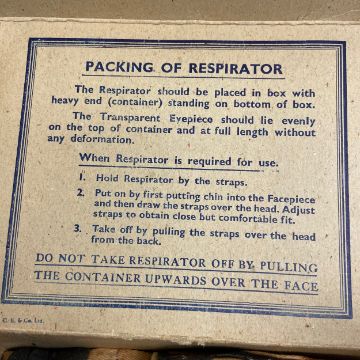 PACKING OF RESPIRATOR
The Respirator should be placed in box with
heavy end (container) standing on bottom of box.
The Transparent Eyepiece should lie evenly
on the top of container and at full length without
any deformation.
When Respirator is required for use.
1. Hold Respirator by the straps.
2. Put on by first putting chin into the Facepiece
and then draw the straps over the head. Adjust
straps to obtain close but comfortable fit.
3. Take off by pulling the straps over the head
from the back.
DO NOT TAKE RESPIRATOR OFF BY PULLING
THE CONTAINER UPWARDS OVER THE FACE
C. E. & Co. Ltd.